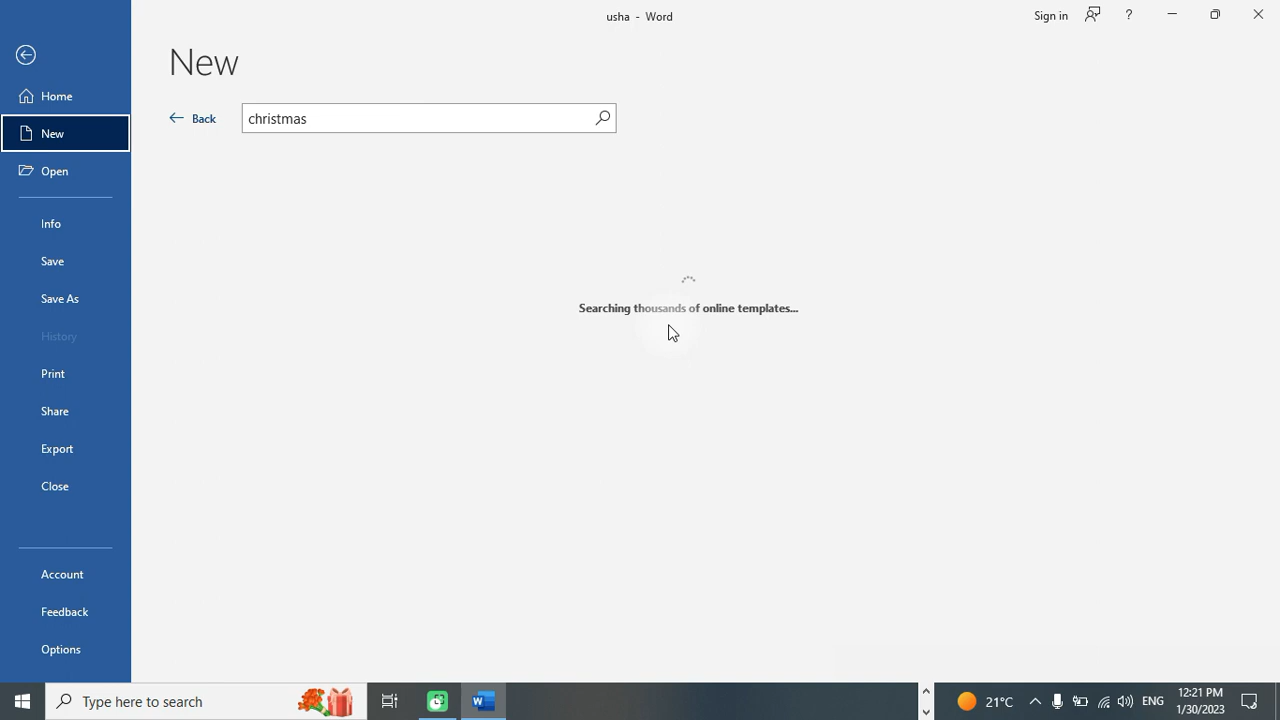 usha - Word
Sign in
?
New
Back
christmas
Home
New
Open
Info
Save
Save As
History
Print
Share
Export
Close
Account
Feedback
Options
Searching thousands of online templates...
Type here to search
W
21°C
ENG
12:21 PM
1/30/2023